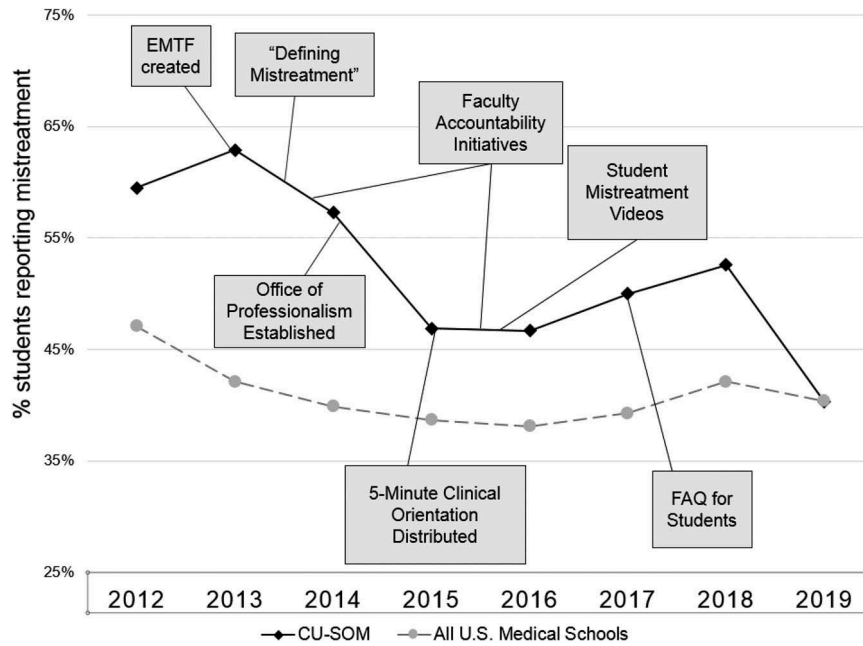 75%
65%
55%
45%
35%
25%
% students reporting mistreatment
EMTF
created
“Defining
Mistreatment”
Faculty
Accountability
Initiatives
Student
Mistreatment
Videos
Office of
Professionalism
Established
5-Minute Clinical
Orientation
Distributed
FAQ for
Students
2012 2013 2014 2015 2016 2017 2018 2019
CU-SOM All U.S. Medical Schools